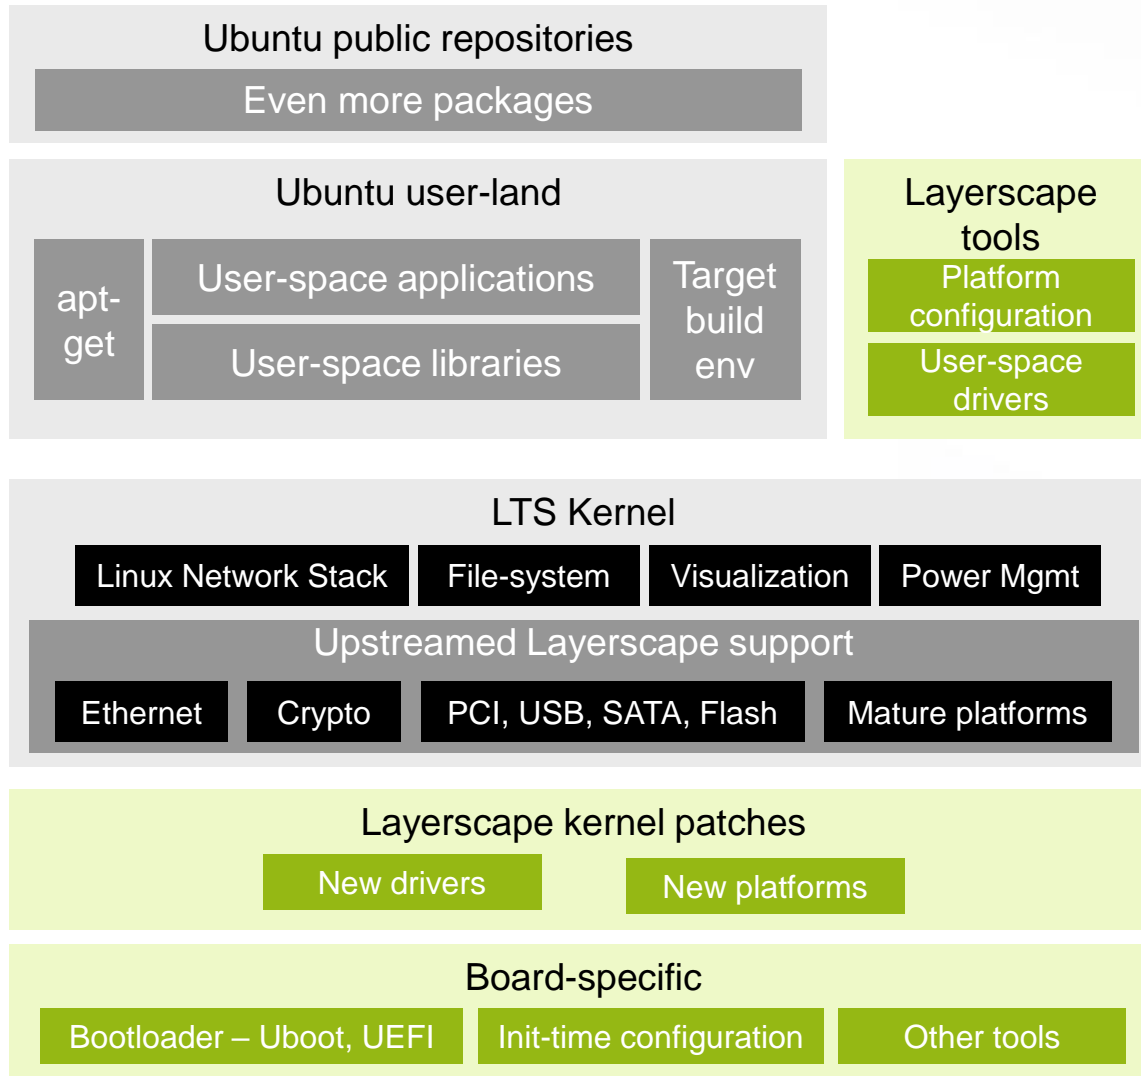 Ubuntu public repositories
Even more packages
Ubuntu user-land
apt-
get
User-space applications
User-space libraries
Target
build
env
Layerscape
tools
Platform
configuration
User-space
drivers
LTS Kernel
Linux Network Stack
File-system
Visualization
Power Mgmt
Upstreamed Layerscape support
Ethernet
Crypto
PCI, USB, SATA, Flash
Mature platforms
Layerscape kernel patches
New drivers
New platforms
Board-specific
Bootloader – Uboot, UEFI
Init-time configuration
Other tools